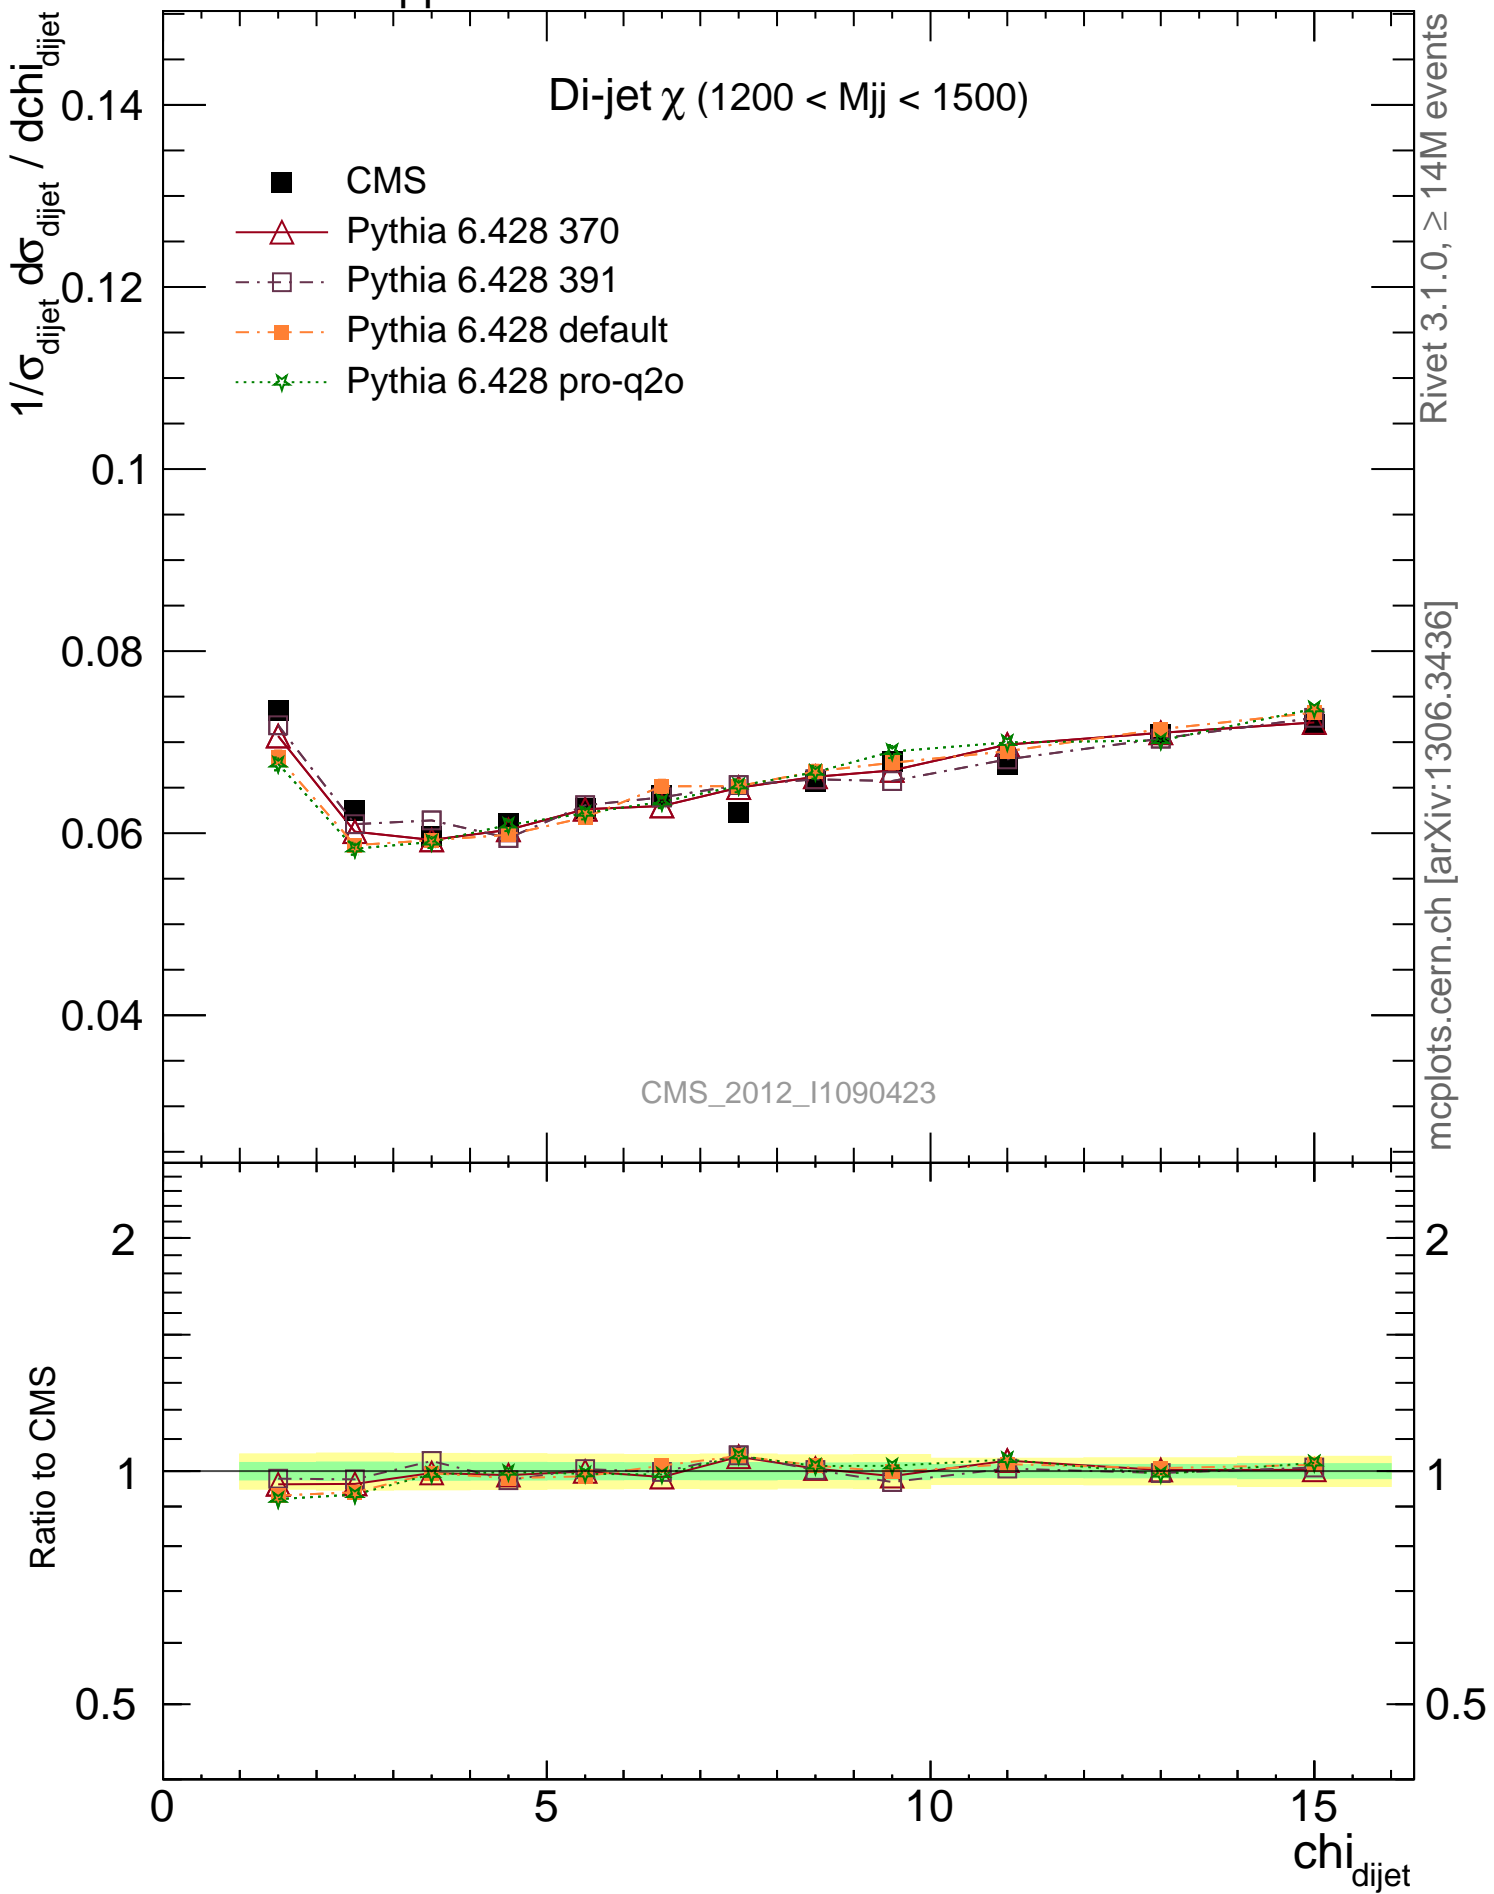 Di-jet χ (1200 < Mjj < 1500)
1/σdijet dσdijet / dchidijet
CMS
Pythia 6.428 370
Pythia 6.428 391
Pythia 6.428 default
Pythia 6.428 pro-q2o
0.14
0.12
0.1
0.08
0.06
0.04
CMS_2012_I1090423
Rivet 3.1.0, ≥ 14M events
mcplots.cern.ch [arXiv:1306.3436]
Ratio to CMS
2
1
0.5
2
1
0.5
0
5
10
15
chidijet